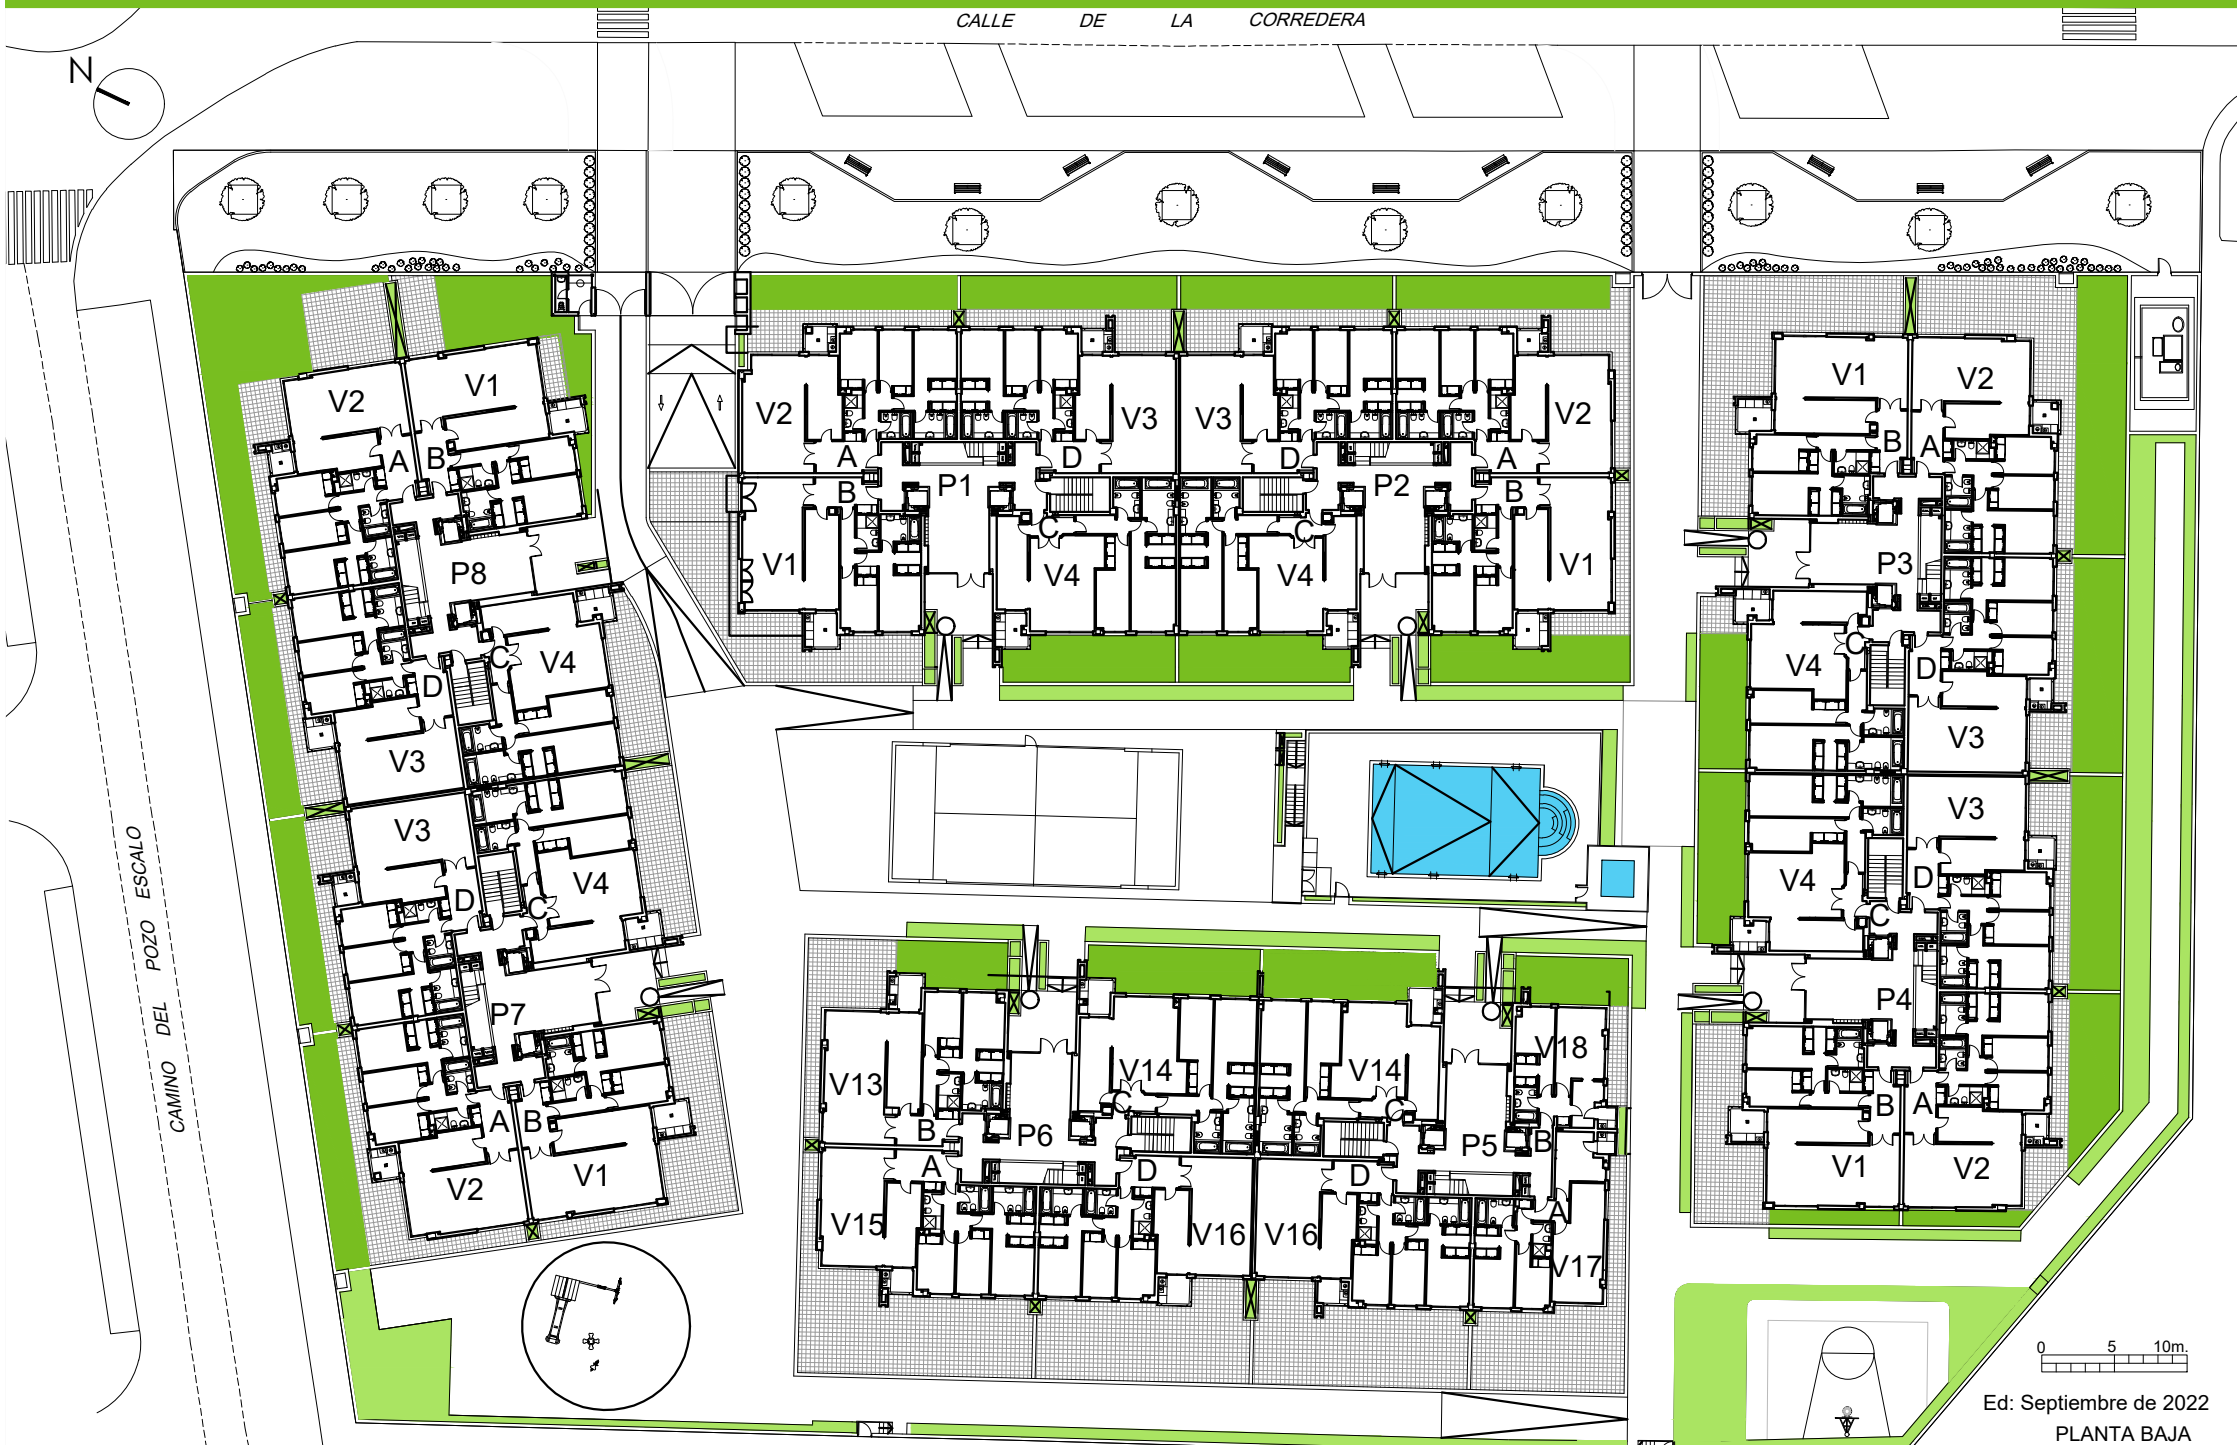 CALLE DE LA CORREDERA
N
V2 V1
A B
P8
C V4
D
V3
V3
V4
D C
P7
A B
V2 V1
V2 V3 V3 V2
A D D A
P1 P2
B B
C C
V1 V4 V4 V1
V1 V2
B A
P3
C
V4 D
V3
V3
V4 D
C
P4
B A
V1 V2
V13 V14 V14 V18
C C
B P6 P5 B
A D D
A
V15 V16 V16 V17
CAMINO DEL POZO ESCALO
0 5 10m.
Ed: Septiembre de 2022
PLANTA BAJA